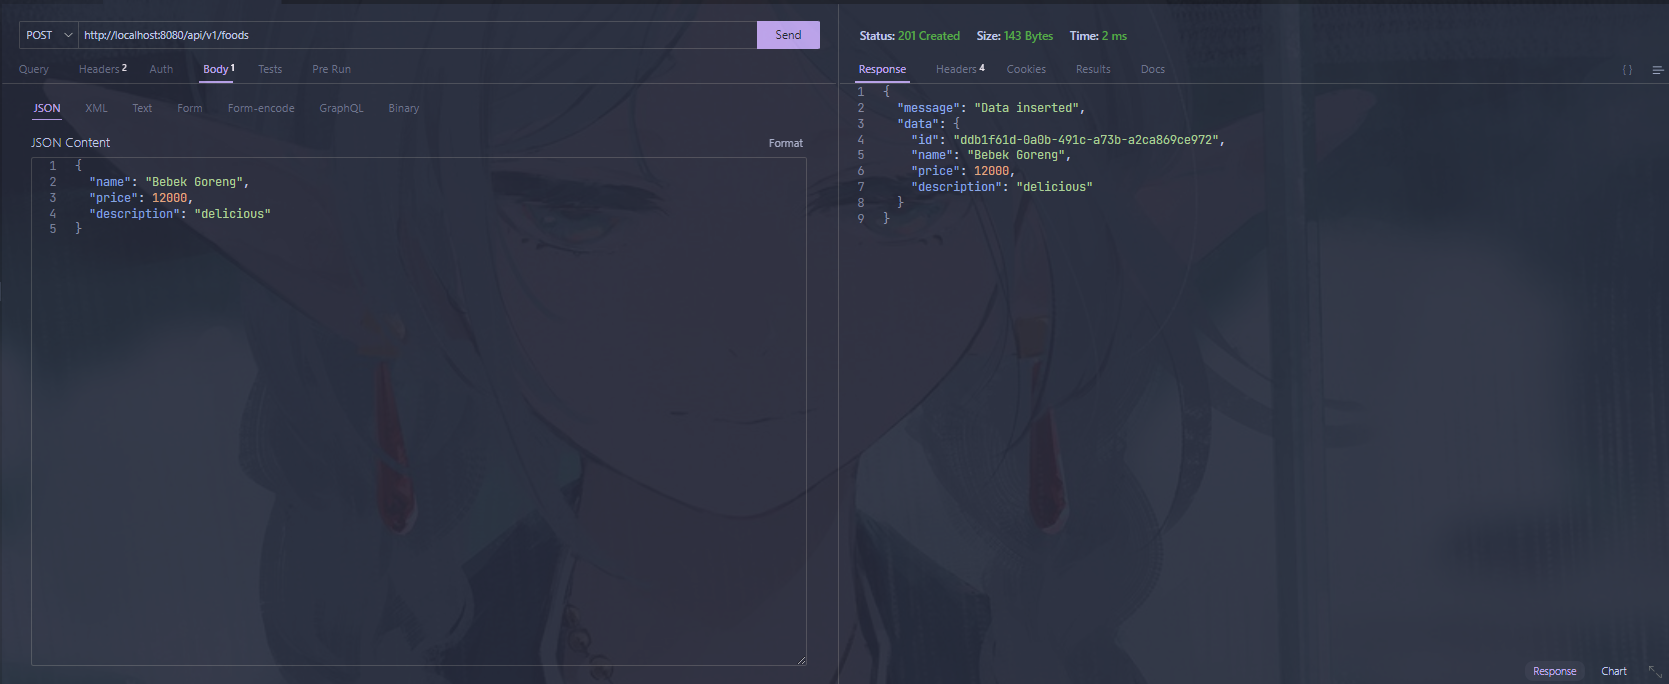 POST http://localhost:8080/api/v1/foods Send
Query Headers 2 Auth Body 1 Tests Pre Run
JSON XML Text Form Form-encode GraphQL Binary
JSON Content Format
1 {
2 "name": "Bebek Goreng",
3 "price": 12000,
4 "description": "delicious"
5 }
Status: 201 Created Size: 143 Bytes Time: 2 ms
Response Headers 4 Cookies Results Docs { }
1 {
2 "message": "Data inserted",
3 "data": {
4 "id": "ddb1f61d-0a0b-491c-a73b-a2ca869ce972",
5 "name": "Bebek Goreng",
6 "price": 12000,
7 "description": "delicious"
8 }
9 }
Response Chart